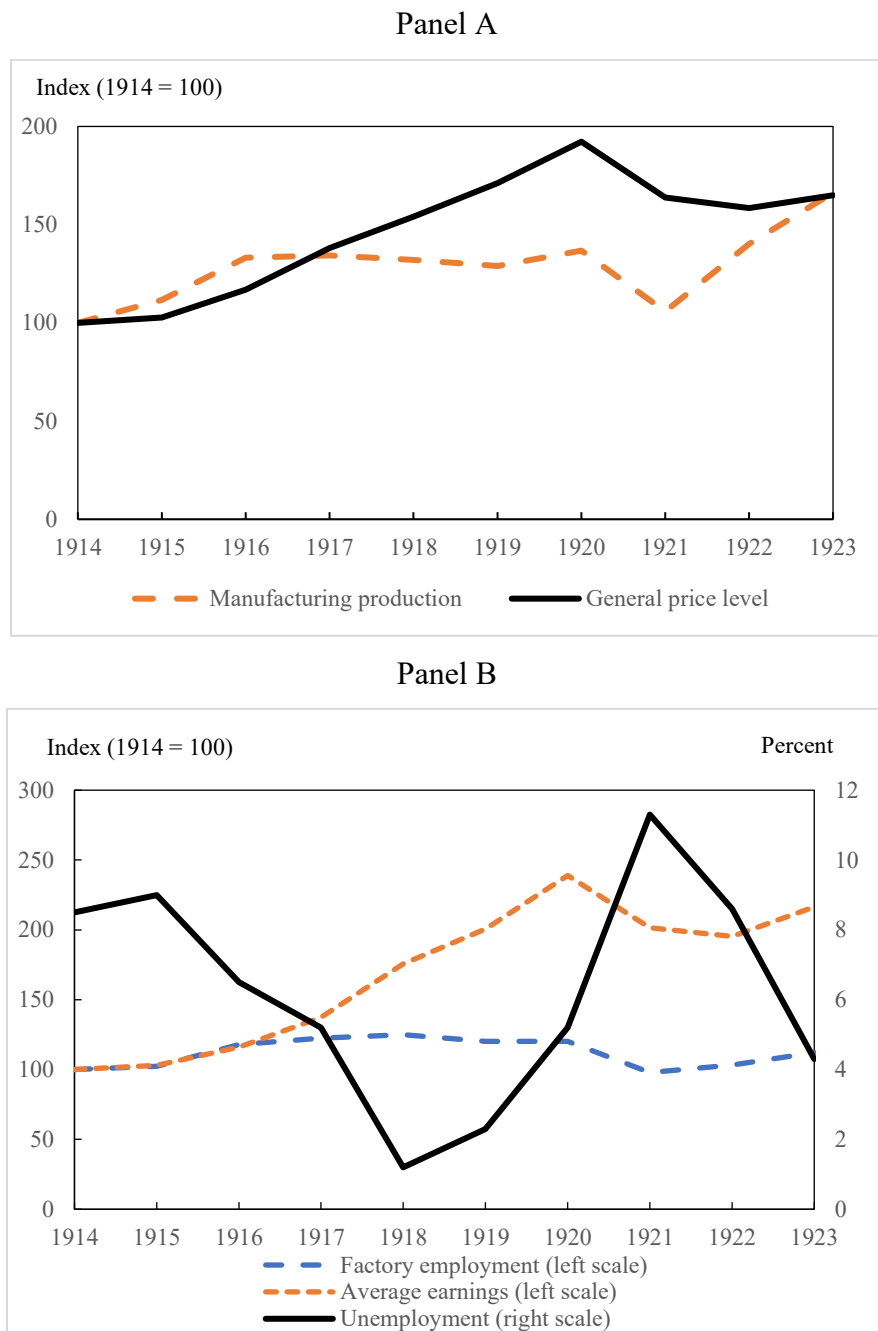 Panel A
Index (1914 = 100)
200
150
100
50
0
1914 1915 1916 1917 1918 1919 1920 1921 1922 1923
Manufacturing production General price level
Panel B
Index (1914 = 100) Percent
300 12
250 10
200 8
150 6
100 4
50 2
0 0
1914 1915 1916 1917 1918 1919 1920 1921 1922 1923
Factory employment (left scale)
Average earnings (left scale)
Unemployment (right scale)